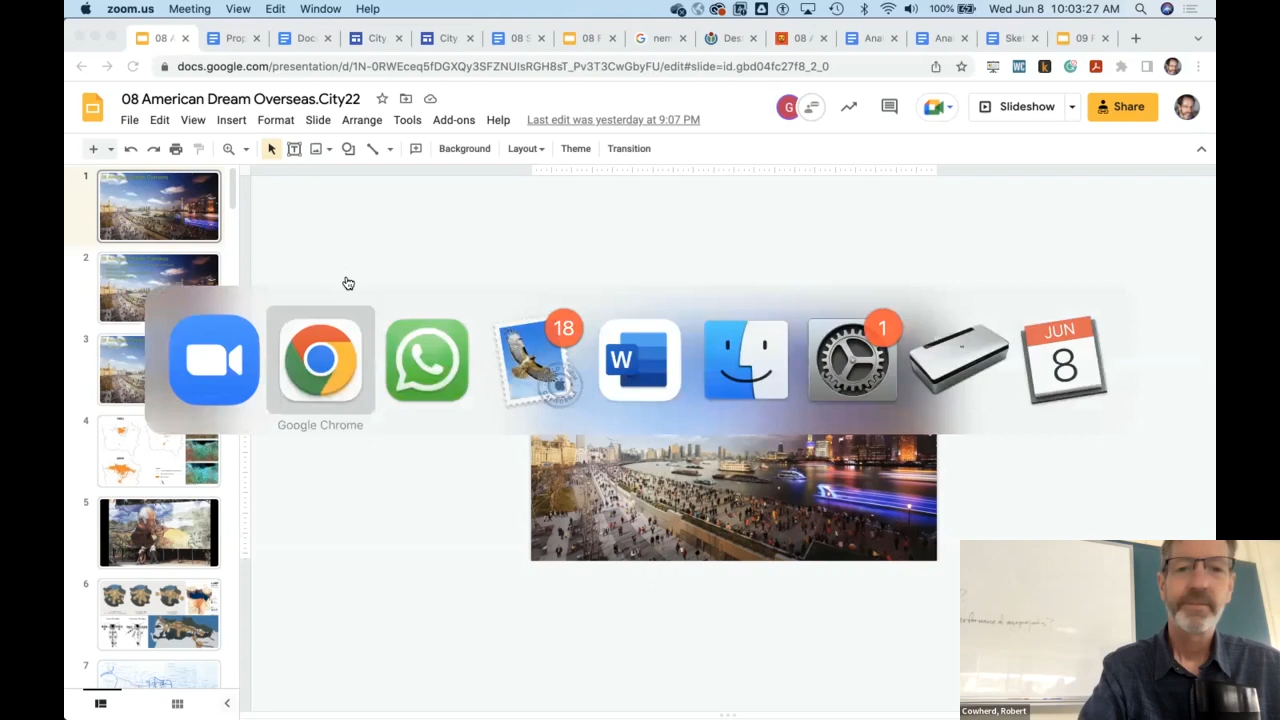 zoom.us Meeting View Edit Window Help 100% Wed Jun 8 10:03:27 AM
08 Prop Doc City City 08 S 08 F nem Des 08 Anal Ana Sket 09 F
docs.google.com/presentation/d/1N-0RWEceq5fDGXQy3SFZNUIsRGH8sT_Pv3T3CwGbyFU/edit#slide=id.gbd04fc27f8_2_0
08 American Dream Overseas.City22
G
Slideshow
Share
File Edit View Insert Format Slide Arrange Tools Add-ons Help Last edit was yesterday at 9:07 PM
Background Layout Theme Transition
1
2
3
4
5
6
7
18
W
1
JUN
8
Google Chrome
Cowherd, Robert